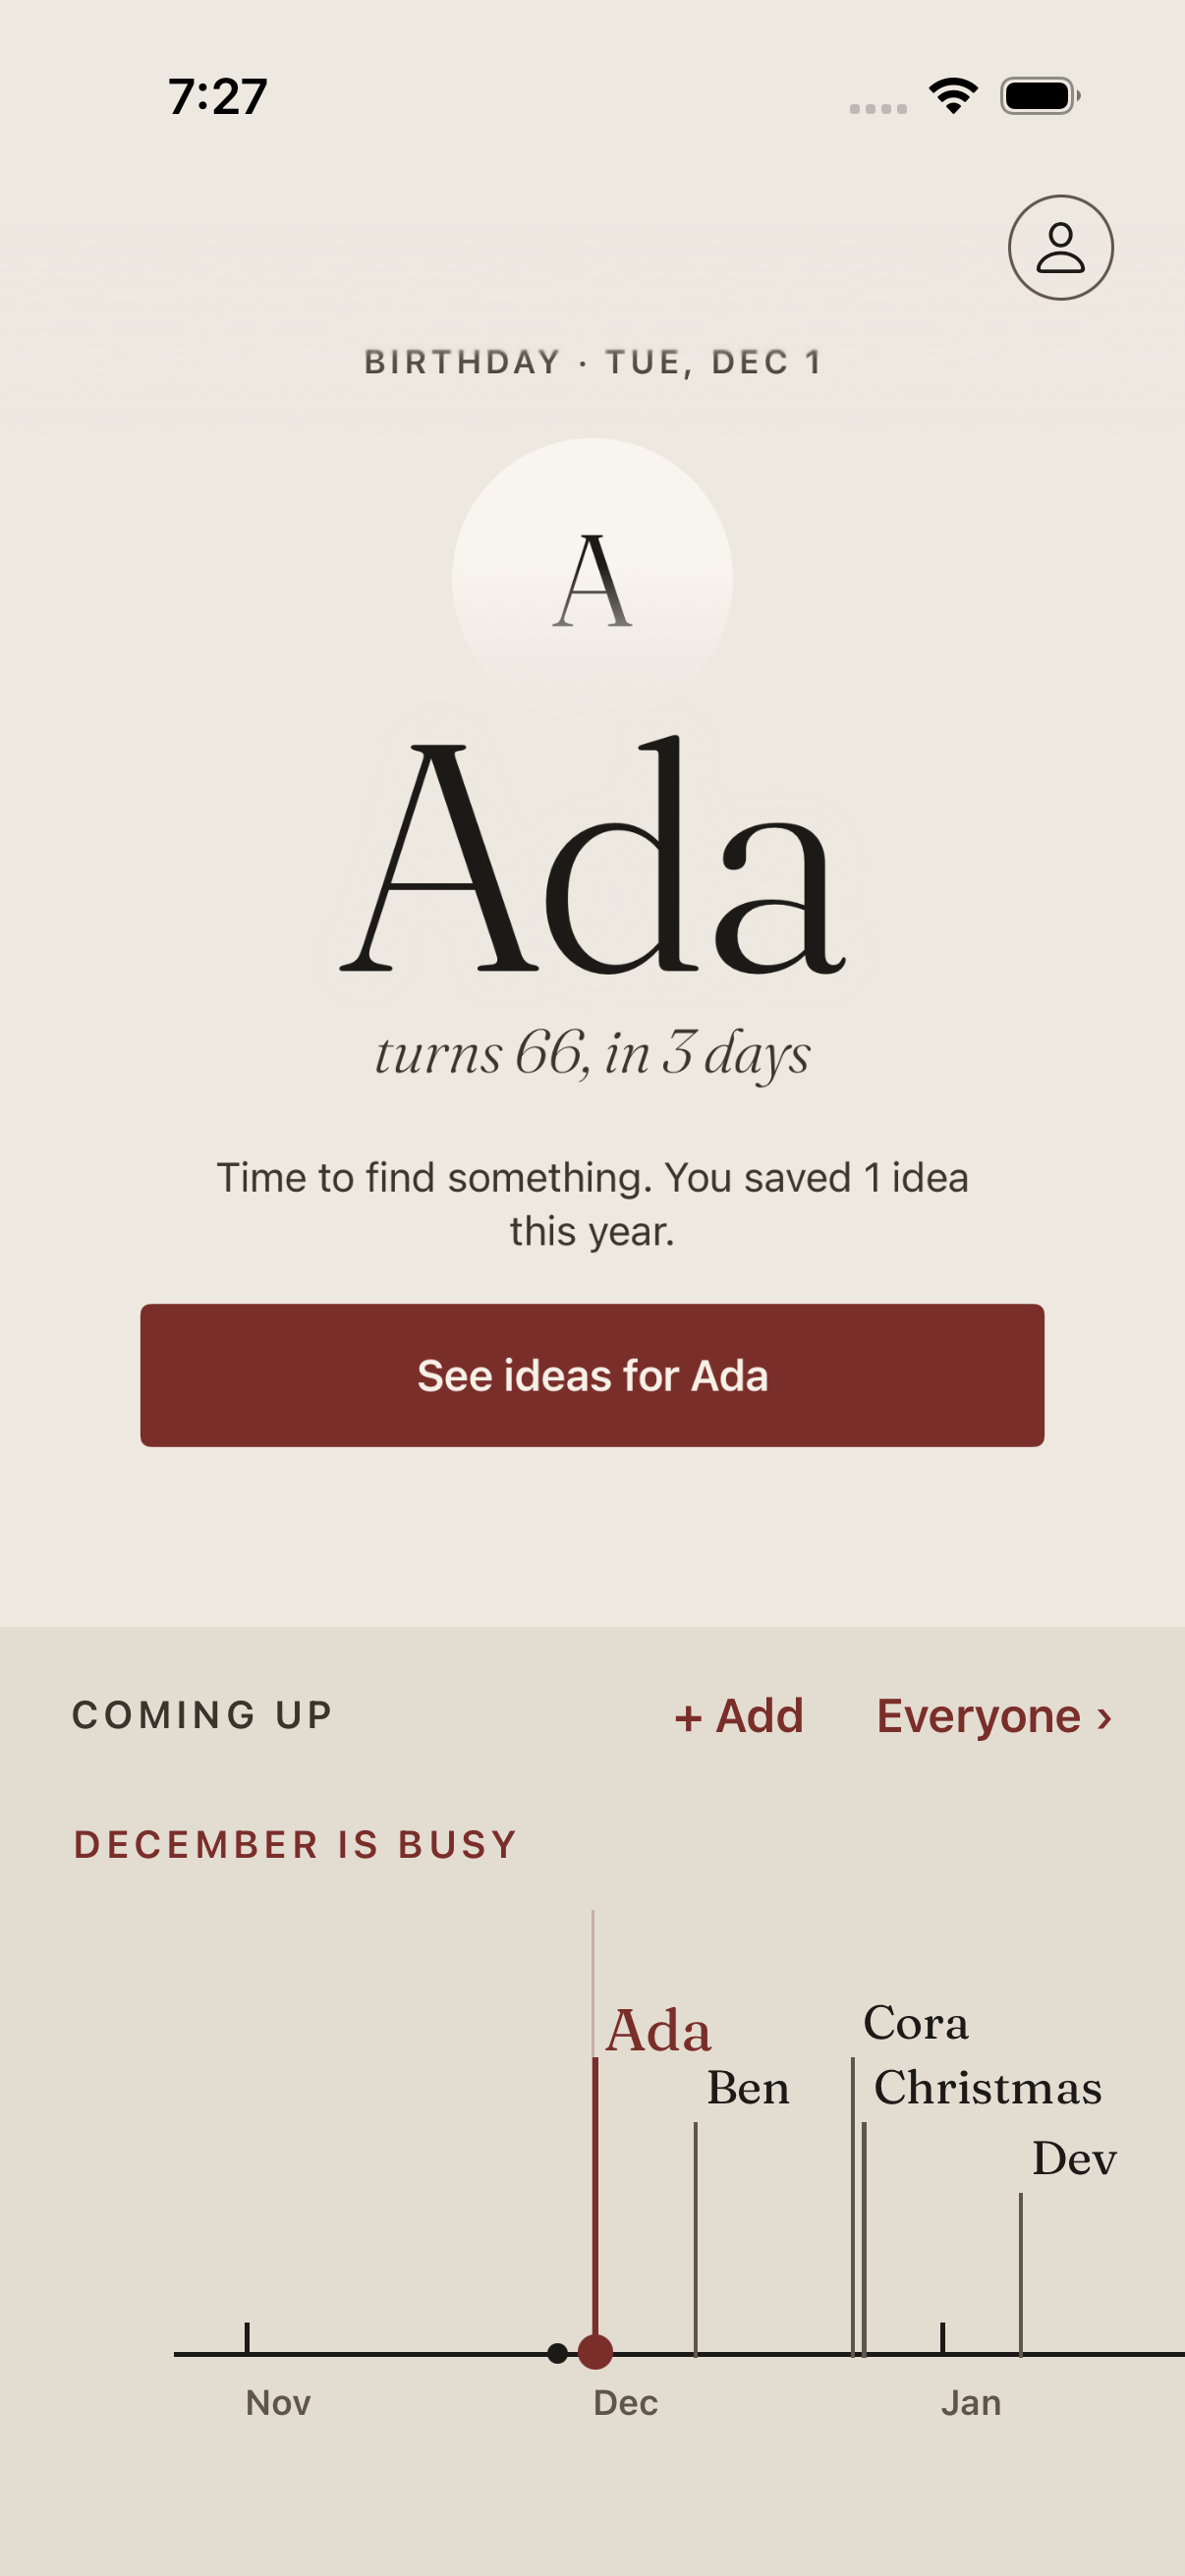 7:27
BIRTHDAY · TUE, DEC 1
A
Ada
turns 66, in 3 days
Time to find something. You saved 1 idea
this year.
See ideas for Ada
COMING UP
+ Add
Everyone ›
DECEMBER IS BUSY
Cora
Ada
Ben
Christmas
Dev
Nov
Dec
Jan